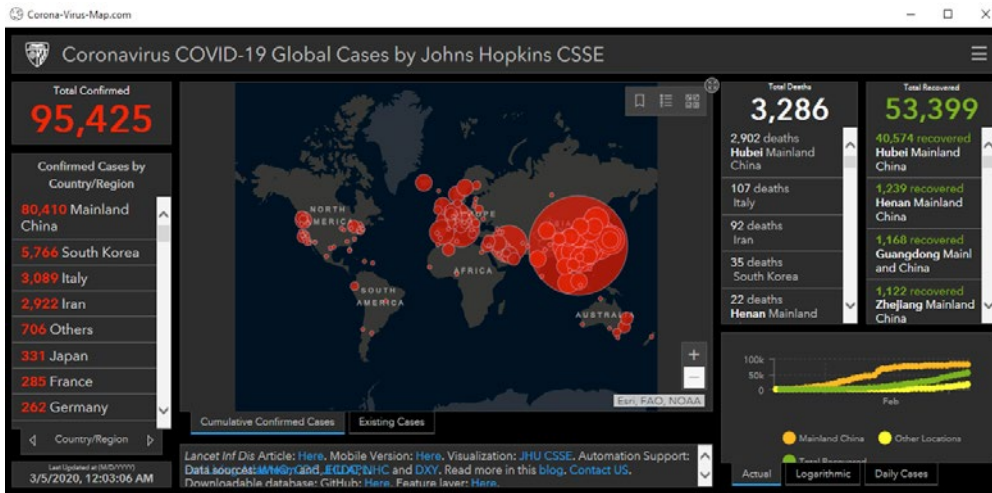 Corona-Virus-Map.com
Coronavirus COVID-19 Global Cases by Johns Hopkins CSSE
Total Confirmed
95,425
Confirmed Cases by
Country/Region
80,410 Mainland
China
5,766 South Korea
3,089 Italy
2,922 Iran
706 Others
331 Japan
285 France
262 Germany
Country/Region
Last Updated at (M/D/YYYY)
3/5/2020, 12:03:06 AM
NORTH
AMERICA
SOUTH
AMERICA
AFRICA
AUSTRALIA
Esri, FAO, NOAA
Cumulative Confirmed Cases
Existing Cases
Lancet Inf Dis Article: Here. Mobile Version: Here. Visualization: JHU CSSE. Automation Support:
and DXY. Read more in this blog. Contact US.
Downloadable database: GitHub: Here. Feature layer: Here.
Total Deaths
3,286
2,902 deaths
Hubei Mainland
China
107 deaths
Italy
92 deaths
Iran
35 deaths
South Korea
22 deaths
Henan Mainland
Total Recovered
53,399
40,574 recovered
Hubei Mainland
China
1,239 recovered
Henan Mainland
China
1,168 recovered
Guangdong Mainl
and China
1,122 recovered
Zhejiang Mainland
China
100k
50k
0
Feb
Mainland China
Other Locations
Total Recovered
Actual
Logarithmic
Daily Cases